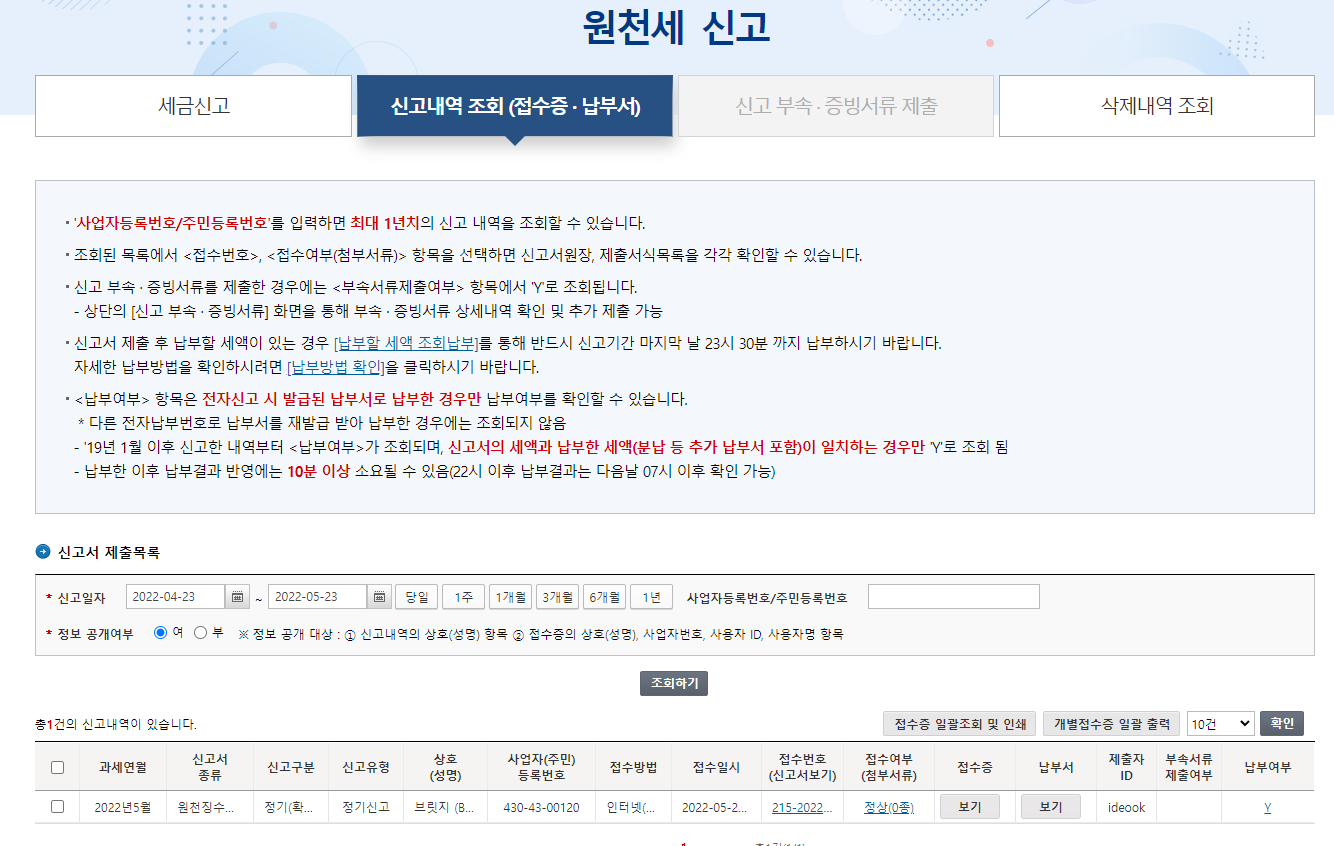 원천세 신고
세금신고
신고내역 조회 (접수증 · 납부서)
신고 부속 · 증빙서류 제출
삭제내역 조회
'사업자등록번호/주민등록번호'를 입력하면 최대 1년치의 신고 내역을 조회할 수 있습니다.
조회된 목록에서 <접수번호>, <접수여부(첨부서류)> 항목을 선택하면 신고서원장, 제출서식목록을 각각 확인할 수 있습니다.
신고 부속 · 증빙서류를 제출한 경우에는 <부속서류제출여부> 항목에서 'Y'로 조회됩니다.
- 상단의 [신고 부속 · 증빙서류] 화면을 통해 부속 · 증빙서류 상세내역 확인 및 추가 제출 가능
신고서 제출 후 납부할 세액이 있는 경우 [납부할 세액 조회납부]를 통해 반드시 신고기간 마지막 날 23시 30분 까지 납부하시기 바랍니다.
자세한 납부방법을 확인하시려면 [납부방법 확인]을 클릭하시기 바랍니다.
<납부여부> 항목은 전자신고 시 발급된 납부서로 납부한 경우만 납부여부를 확인할 수 있습니다.
* 다른 전자납부번호로 납부서를 재발급 받아 납부한 경우에는 조회되지 않음
- '19년 1월 이후 신고한 내역부터 <납부여부>가 조회되며, 신고서의 세액과 납부한 세액(분납 등 추가 납부서 포함)이 일치하는 경우만 'Y'로 조회 됨
- 납부한 이후 납부결과 반영에는 10분 이상 소요될 수 있음(22시 이후 납부결과는 다음날 07시 이후 확인 가능)
신고서 제출목록
* 신고일자 2022-04-23 ~ 2022-05-23 당일 1주 1개월 3개월 6개월 1년 사업자등록번호/주민등록번호
* 정보 공개여부 여 부 ※ 정보 공개 대상 : ① 신고내역의 상호(성명) 항목 ② 접수증의 상호(성명), 사업자번호, 사용자 ID, 사용자명 항목
조회하기
총1건의 신고내역이 있습니다. 접수증 일괄조회 및 인쇄 개별접수증 일괄 출력 10건 확인
과세연월 신고서 종류 신고구분 신고유형 상호 (성명) 사업자(주민) 등록번호 접수방법 접수일시 접수번호 (신고서보기) 접수여부 (첨부서류) 접수증 납부서 제출자 ID 부속서류 제출여부 납부여부
2022년5월 원천징수... 정기(확... 정기신고 브릿지 (B... 430-43-00120 인터넷(... 2022-05-2... 215-2022... 정상(0종) 보기 보기 ideook Y